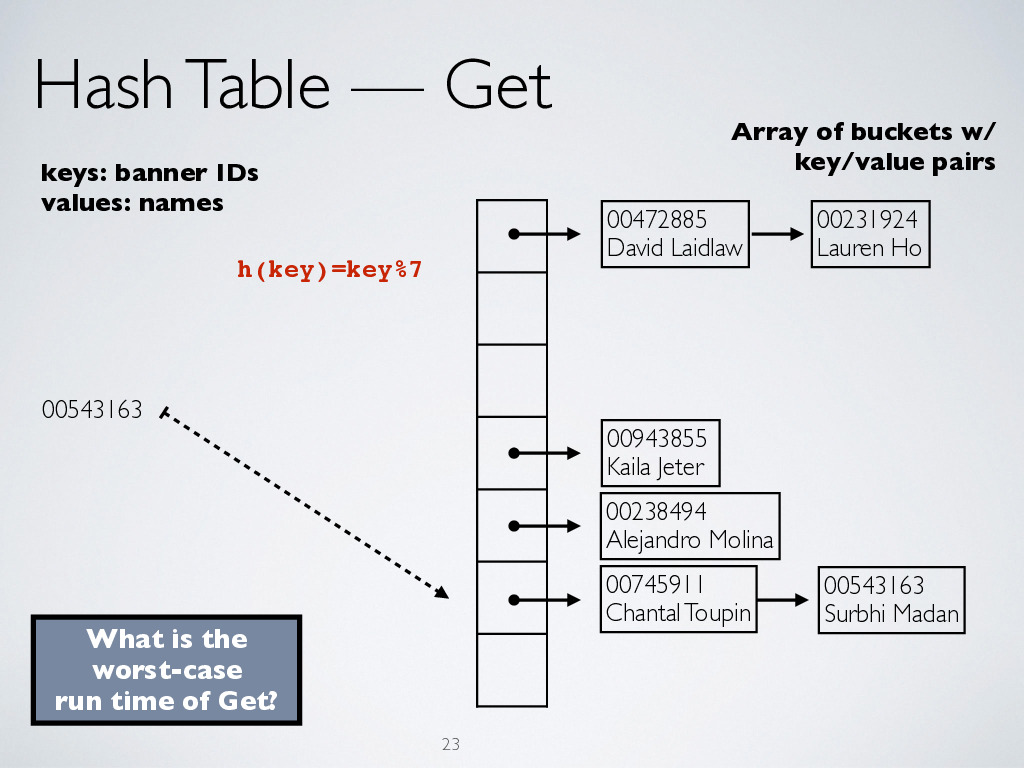 Hash Table — Get
Array of buckets w/
key/value pairs
keys: banner IDs
values: names
h(key)=key%7
00472885
David Laidlaw
00231924
Lauren Ho
00543163
00943855
Kaila Jeter
00238494
Alejandro Molina
00745911
Chantal Toupin
00543163
Surbhi Madan
What is the
worst-case
run time of Get?
23